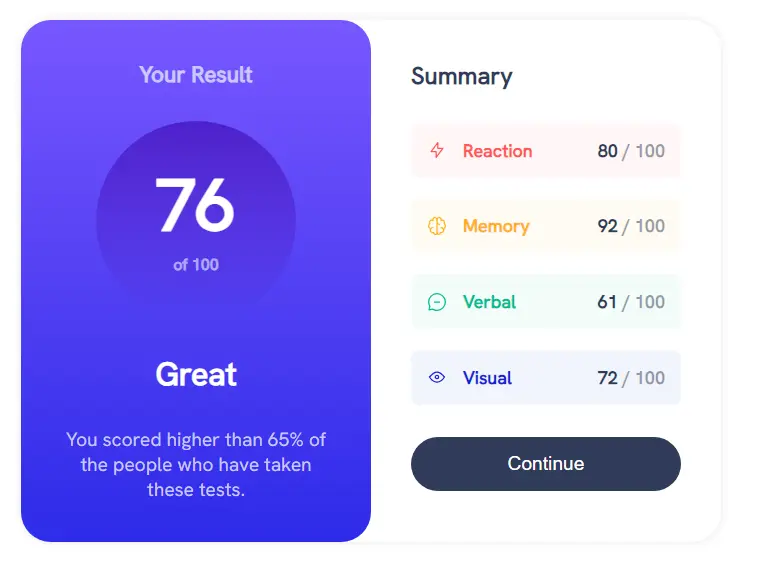 Your Result
76
of 100
Great
You scored higher than 65% of
the people who have taken
these tests.
Summary
Reaction 80 / 100
Memory 92 / 100
Verbal 61 / 100
Visual 72 / 100
Continue